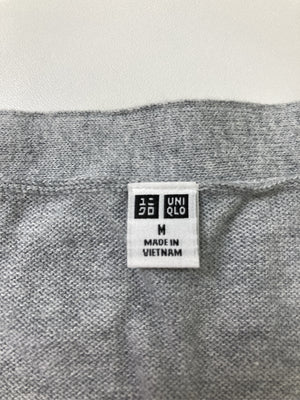 ユニ UNI
クロ QLO
M
MADE IN
VIETNAM